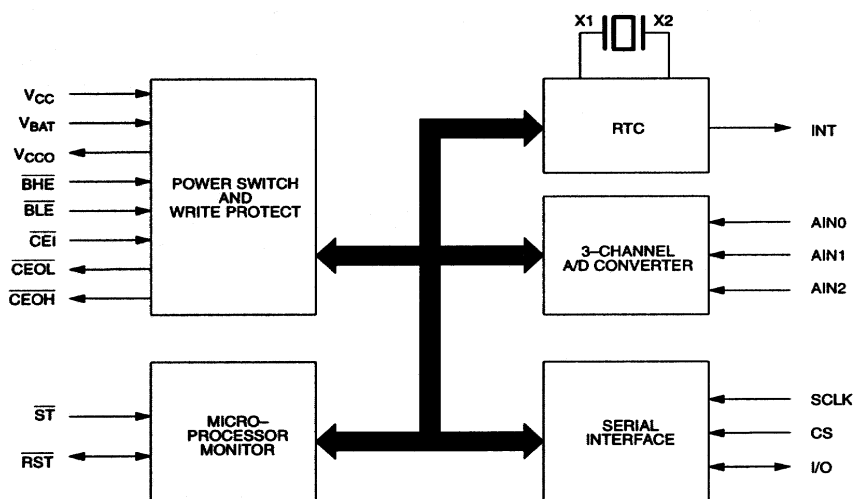 X1 X2
VCC
VBAT
VCCO
BHE
BLE
CEI
CEOL
CEOH
POWER SWITCH
AND
WRITE PROTECT
RTC
INT
3–CHANNEL
A/D CONVERTER
AIN0
AIN1
AIN2
ST
RST
MICRO–
PROCESSOR
MONITOR
SERIAL
INTERFACE
SCLK
CS
I/O